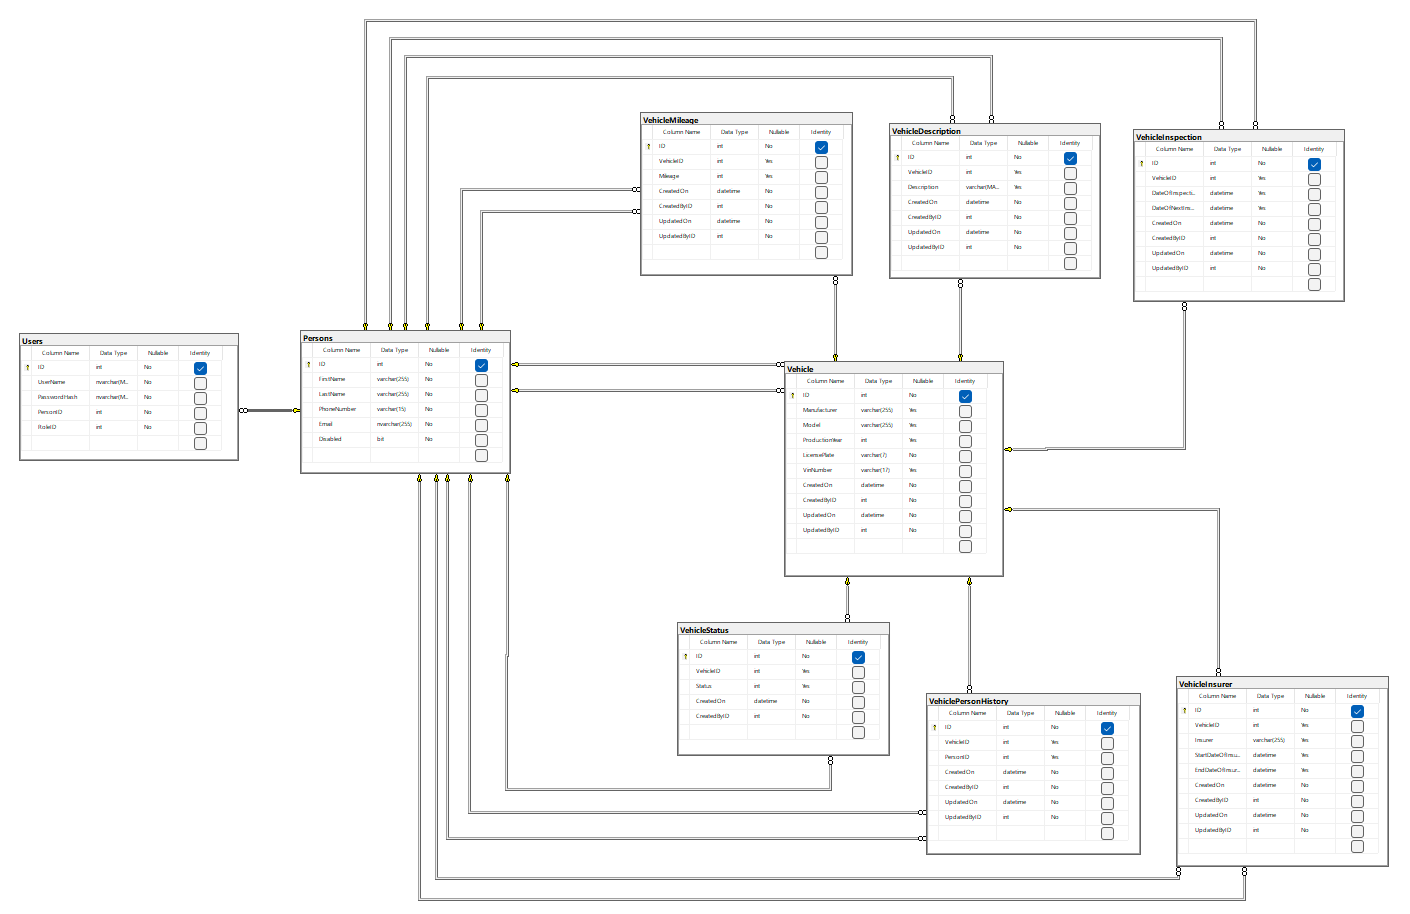 VehicleMileage
Column Name Data Type Nullable Identity
ID int No
VehicleID int Yes
Mileage int Yes
CreatedOn datetime No
CreatedByID int No
UpdatedOn datetime No
UpdatedByID int No
VehicleDescription
Column Name Data Type Nullable Identity
ID int No
VehicleID int Yes
Description varchar(MA... Yes
CreatedOn datetime No
CreatedByID int No
UpdatedOn datetime No
UpdatedByID int No
VehicleInspection
Column Name Data Type Nullable Identity
ID int No
VehicleID int Yes
DateOfInspecti... datetime Yes
DateOfNextIns... datetime Yes
CreatedOn datetime No
CreatedByID int No
UpdatedOn datetime No
UpdatedByID int No
Users
Column Name Data Type Nullable Identity
ID int No
UserName nvarchar(M... No
PasswordHash nvarchar(M... No
PersonID int No
RoleID int No
Persons
Column Name Data Type Nullable Identity
ID int No
FirstName varchar(255) No
LastName varchar(255) No
PhoneNumber varchar(15) No
Email nvarchar(255) No
Disabled bit No
Vehicle
Column Name Data Type Nullable Identity
ID int No
Manufacturer varchar(255) Yes
Model varchar(255) Yes
ProductionYear int Yes
LicensePlate varchar(7) No
VinNumber varchar(17) Yes
CreatedOn datetime No
CreatedByID int No
UpdatedOn datetime No
UpdatedByID int No
VehicleStatus
Column Name Data Type Nullable Identity
ID int No
VehicleID int Yes
Status int Yes
CreatedOn datetime No
CreatedByID int No
VehiclePersonHistory
Column Name Data Type Nullable Identity
ID int No
VehicleID int Yes
PersonID int Yes
CreatedOn datetime No
CreatedByID int No
UpdatedOn datetime No
UpdatedByID int No
VehicleInsurer
Column Name Data Type Nullable Identity
ID int No
VehicleID int Yes
Insurer varchar(255) Yes
StartDateOfInsu... datetime Yes
EndDateOfInsur... datetime Yes
CreatedOn datetime No
CreatedByID int No
UpdatedOn datetime No
UpdatedByID int No